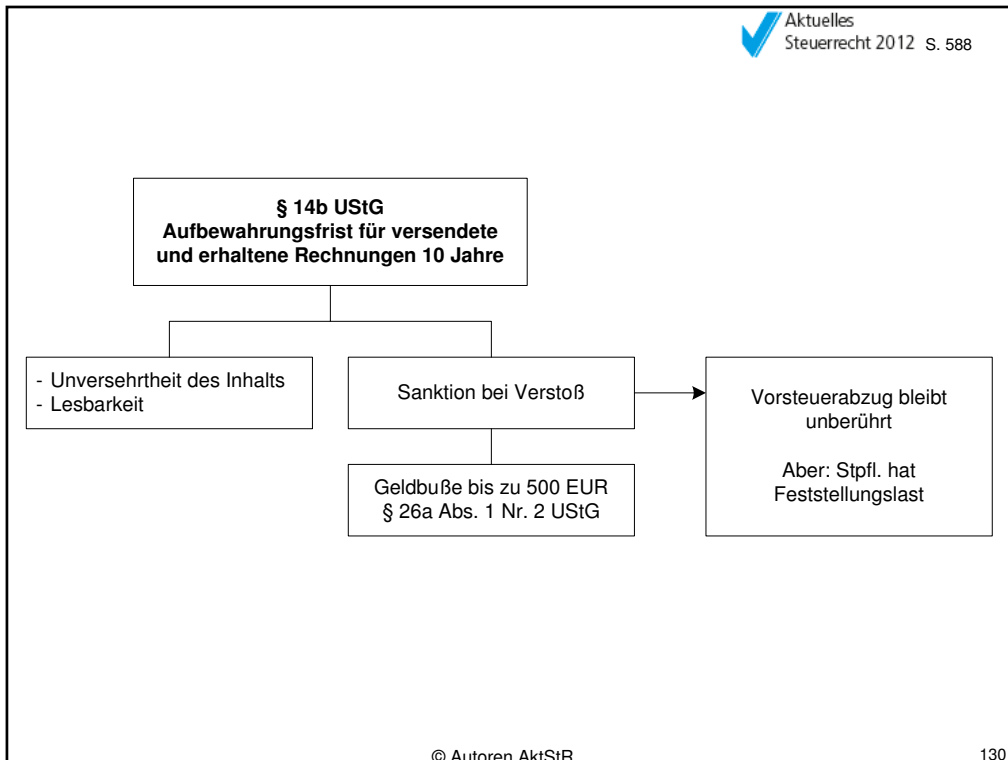 Aktuelles
Steuerrecht 2012 S. 588
§ 14b UStG
Aufbewahrungsfrist für versendete
und erhaltene Rechnungen 10 Jahre
- Unversehrtheit des Inhalts
- Lesbarkeit
Sanktion bei Verstoß
Vorsteuerabzug bleibt
unberührt
Aber: Stpfl. hat
Feststellungslast
Geldbuße bis zu 500 EUR
§ 26a Abs. 1 Nr. 2 UStG
© Autoren AktStR
130